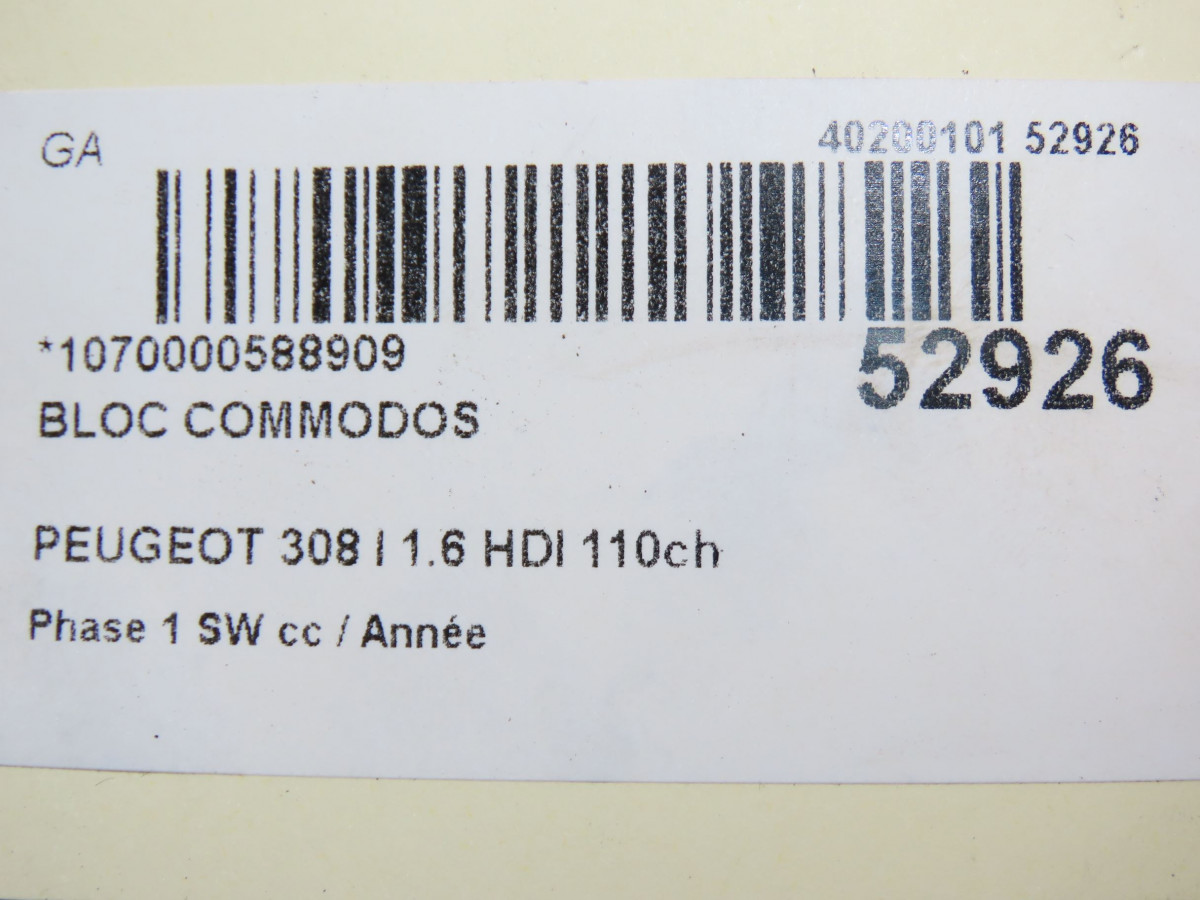 GA
40200101 52926
*1070000588909
52926
BLOC COMMODOS
PEUGEOT 308 I 1.6 HDI 110ch
Phase 1 SW cc / Année